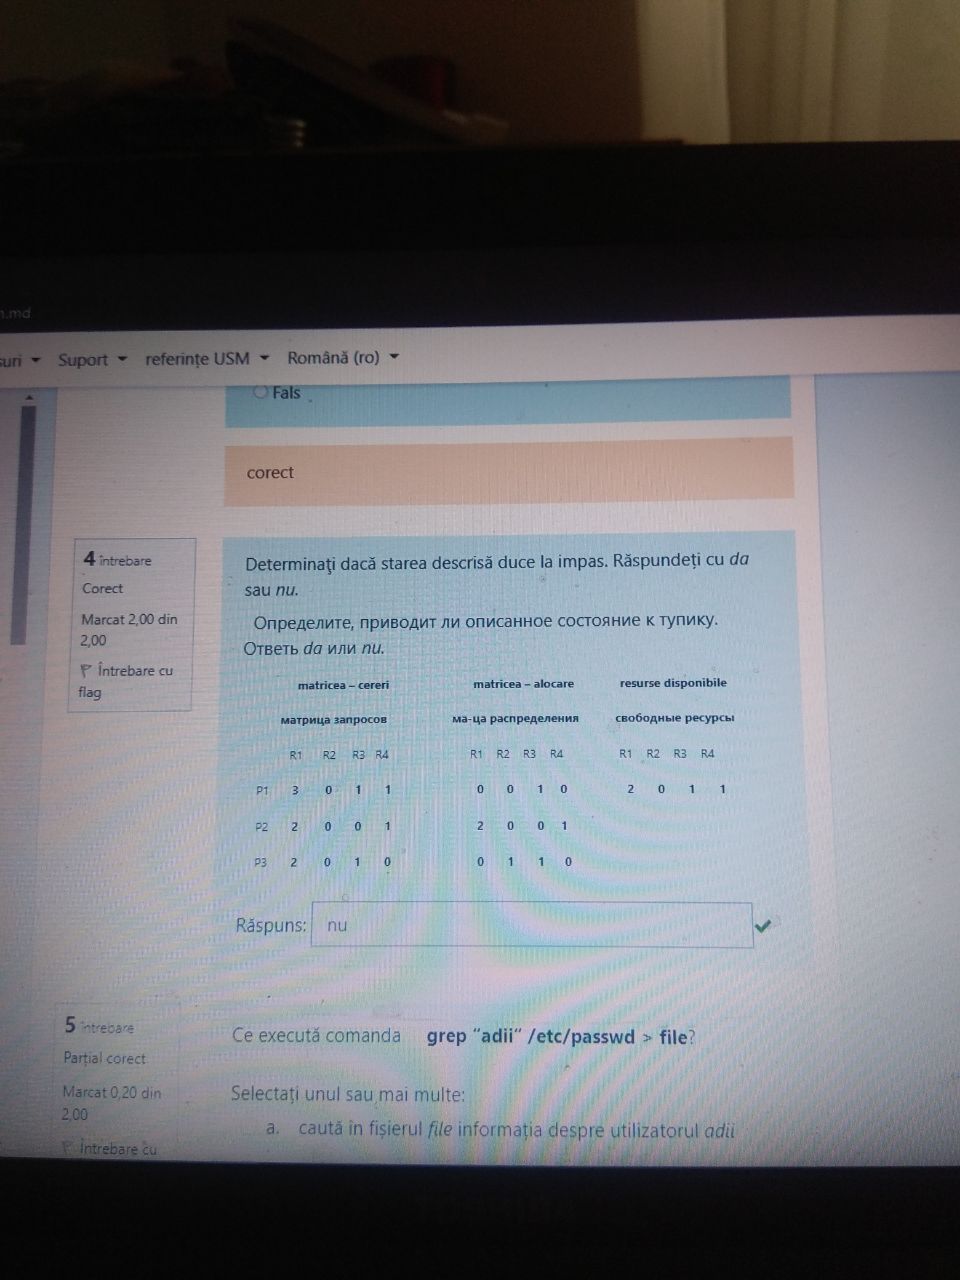 n.md
suri Suport referințe USM Română (ro)
Fals
corect
4 întrebare
Corect
Marcat 2,00 din
2,00
Întrebare cu
flag
Determinaţi dacă starea descrisă duce la impas. Răspundeți cu da
sau nu.
Определите, приводит ли описанное состояние к тупику.
Ответь da или nu.
matricea – cereri matricea – alocare resurse disponibile
матрица запросов ма-ца распределения свободные ресурсы
R1 R2 R3 R4 R1 R2 R3 R4 R1 R2 R3 R4
P1 3 0 1 1 0 0 1 0 2 0 1 1
P2 2 0 0 1 2 0 0 1
P3 2 0 1 0 0 1 1 0
Răspuns: nu
5 întrebare
Parțial corect
Marcat 0,20 din
2,00
Întrebare cu
Ce execută comanda grep “adii“ /etc/passwd > file?
Selectați unul sau mai multe:
a. caută în fișierul file informația despre utilizatorul adii